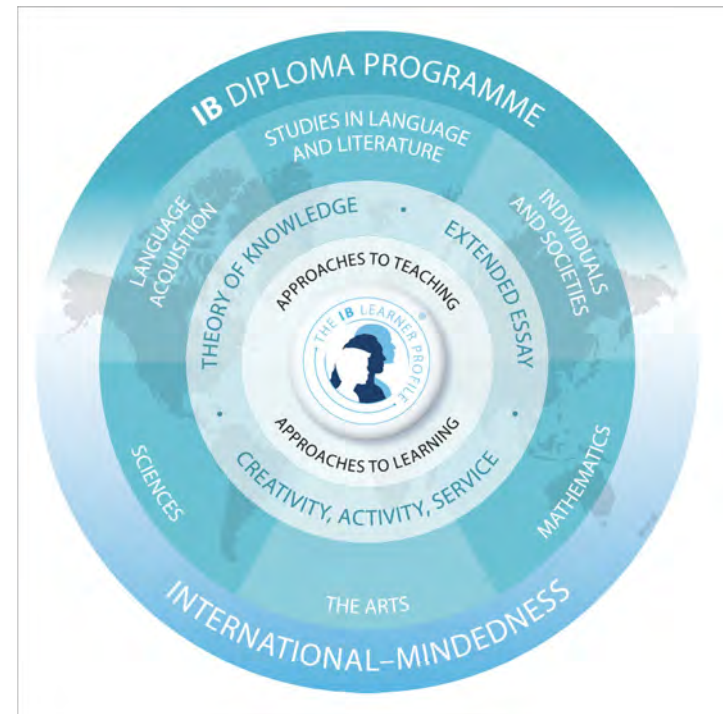 IB DIPLOMA PROGRAMME
STUDIES IN LANGUAGE
AND LITERATURE
LANGUAGE
ACQUISITION
INDIVIDUALS
AND SOCIETIES
THEORY OF KNOWLEDGE
•
EXTENDED ESSAY
•
APPROACHES TO TEACHING
THE IB LEARNER PROFILE
®
APPROACHES TO LEARNING
•
CREATIVITY, ACTIVITY, SERVICE
SCIENCES
MATHEMATICS
THE ARTS
INTERNATIONAL–MINDEDNESS